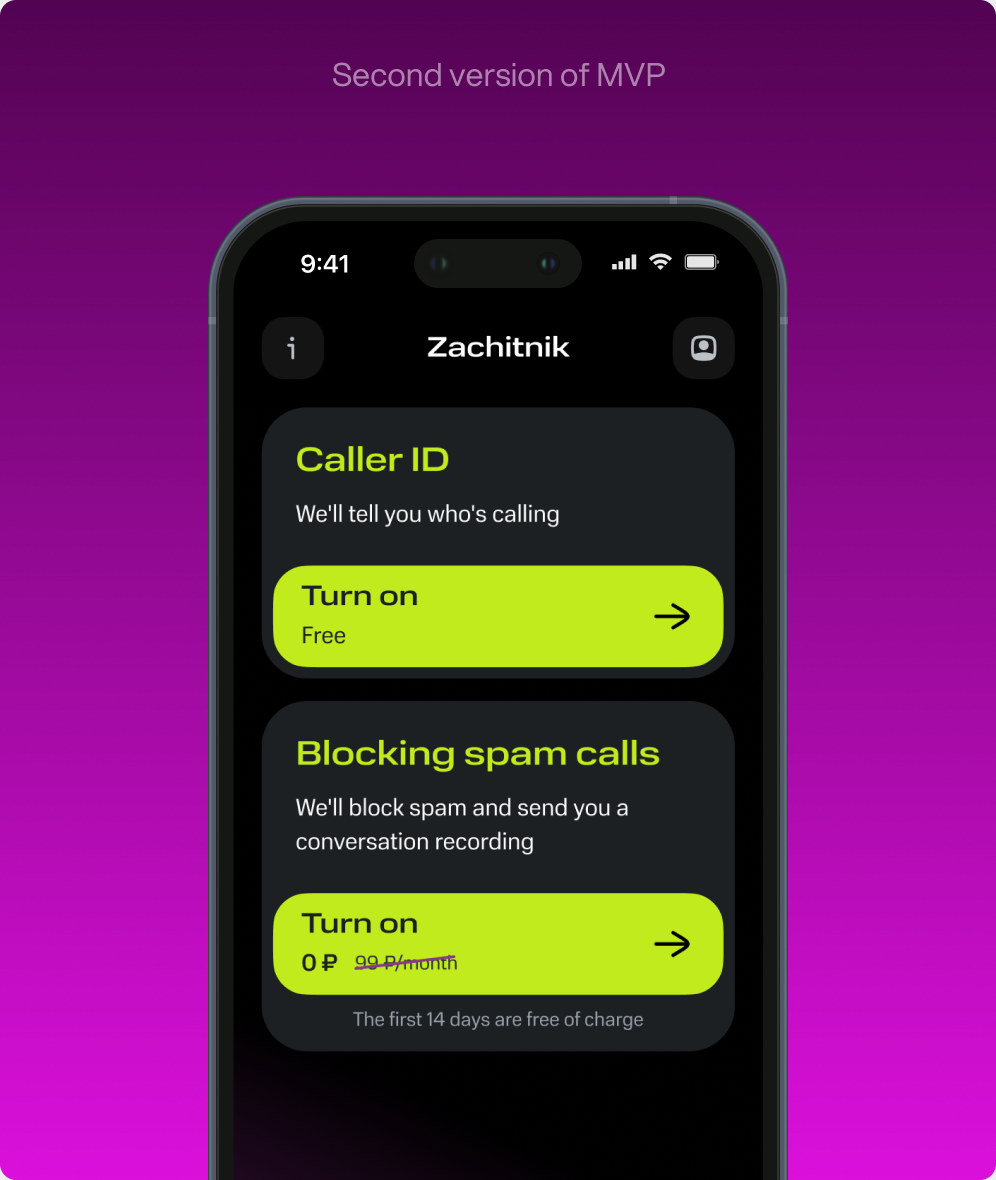 Second version of MVP
9:41
i
Zachitnik
Caller ID
We'll tell you who's calling
Turn on
Free
Blocking spam calls
We'll block spam and send you a
conversation recording
Turn on
0 ₽ 99 ₽/month
The first 14 days are free of charge